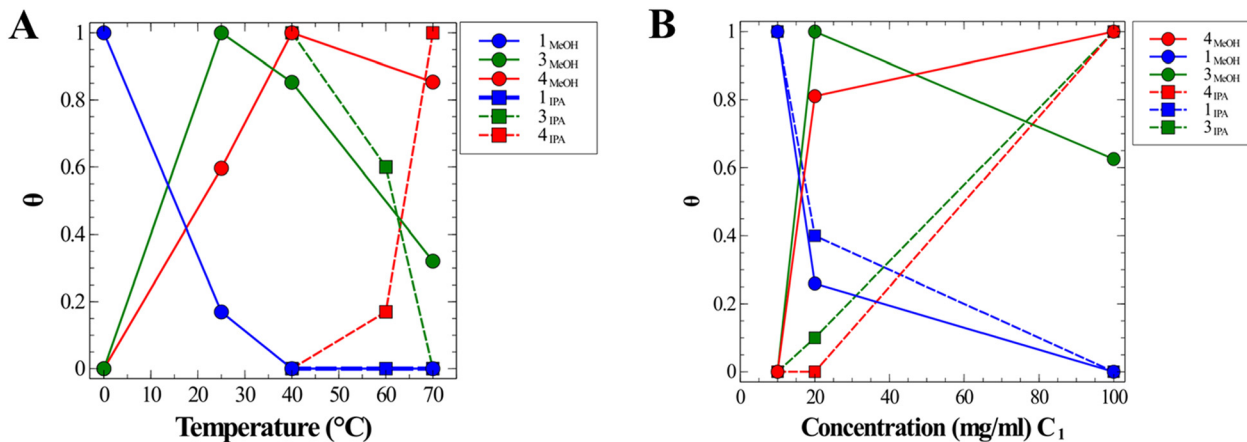 A
1 MeOH
3 MeOH
4 MeOH
1 IPA
3 IPA
4 IPA
1
0.8
0.6
0.4
0.2
0
θ
0 10 20 30 40 50 60 70
Temperature (°C)
B
4 MeOH
1 MeOH
3 MeOH
4 IPA
1 IPA
3 IPA
1
0.8
0.6
0.4
0.2
0
θ
0 20 40 60 80 100
Concentration (mg/ml) C1